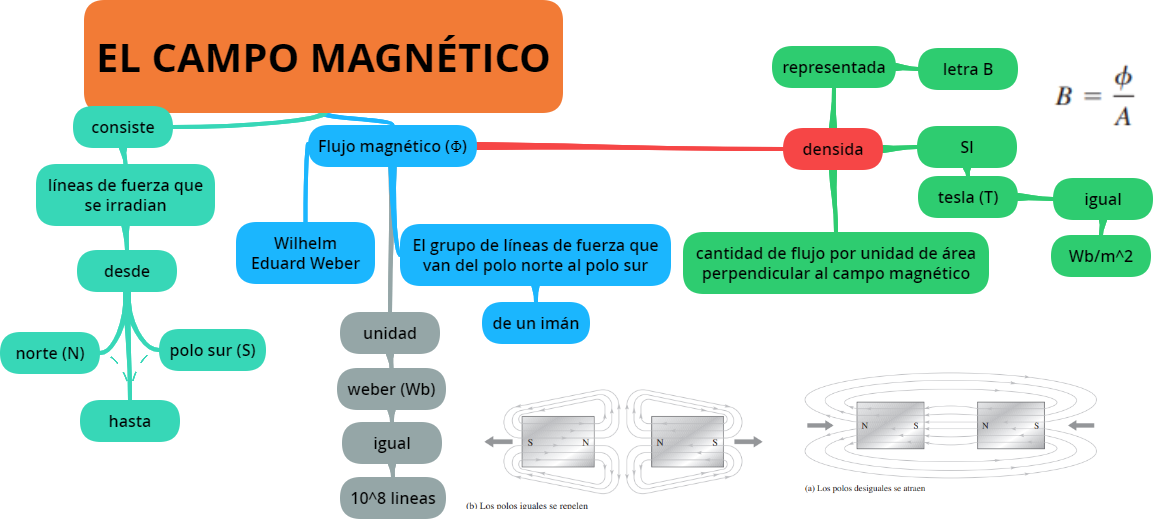 EL CAMPO MAGNÉTICO
consiste
líneas de fuerza que
se irradian
desde
norte (N)
polo sur (S)
hasta
Flujo magnético (Φ)
Wilhelm
Eduard Weber
El grupo de líneas de fuerza que
van del polo norte al polo sur
de un imán
unidad
weber (Wb)
igual
10^8 lineas
densida
representada
letra B
SI
tesla (T)
igual
Wb/m^2
cantidad de flujo por unidad de área
perpendicular al campo magnético
B = ϕ
A
S N N S
(b) Los polos iguales se repelen
N S N S
(a) Los polos desiguales se atraen